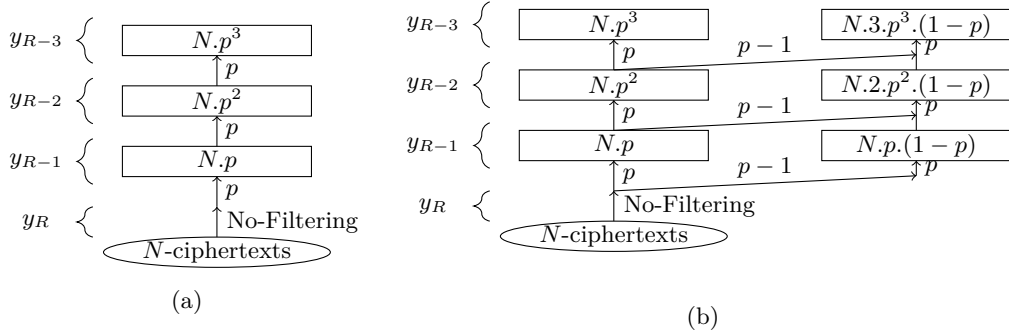 y_{R-3} { N.p^3
p
y_{R-2} { N.p^2
p
y_{R-1} { N.p
p
y_R { No-Filtering
N-ciphertexts
(a)
y_{R-3} { N.p^3 N.3.p^3.(1 − p)
p p − 1 p
y_{R-2} { N.p^2 N.2.p^2.(1 − p)
p p − 1 p
y_{R-1} { N.p N.p.(1 − p)
p p − 1 p
y_R { No-Filtering
N-ciphertexts
(b)